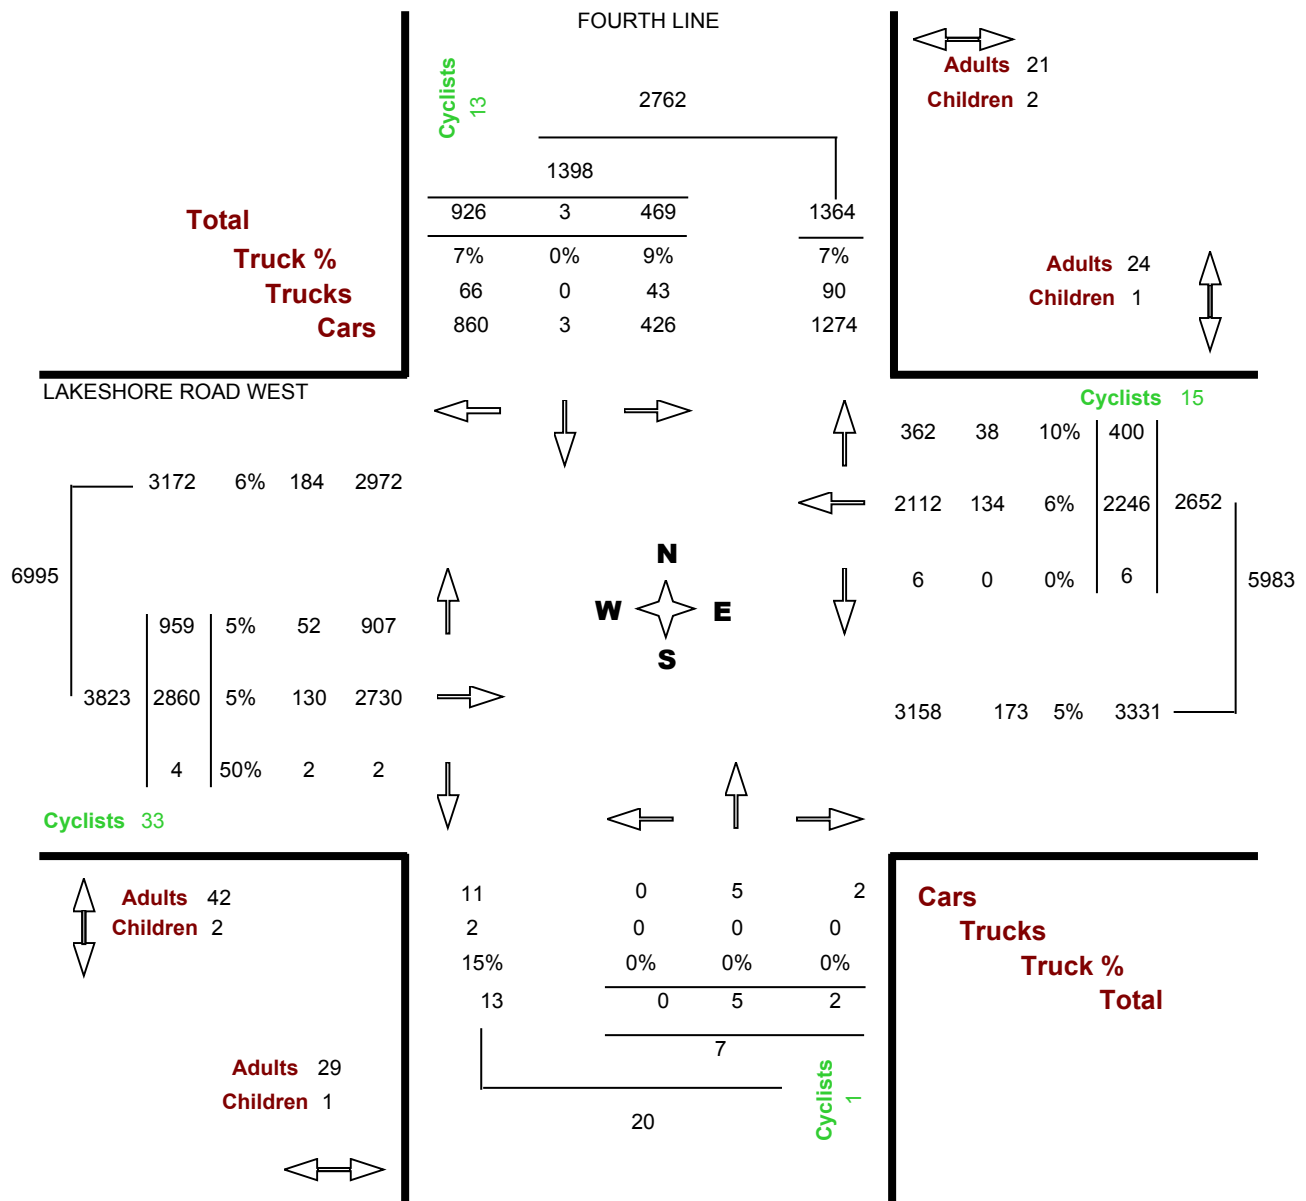 FOURTH LINE
Cyclists 13
2762
Adults 21
Children 2
1398
Total 926 3 469 1364
Truck % 7% 0% 9% 7%
Trucks 66 0 43 90
Cars 860 3 426 1274
Adults 24
Children 1
LAKESHORE ROAD WEST
Cyclists 15
362 38 10% 400
3172 6% 184 2972
2112 134 6% 2246 2652
N
6995
6 0 0% 6 5983
W E
959 5% 52 907
S
3823 2860 5% 130 2730
3158 173 5% 3331
4 50% 2 2
Cyclists 33
Adults 42
Children 2
11 0 5 2 Cars
2 0 0 0 Trucks
15% 0% 0% 0% Truck %
13 0 5 2 Total
7
Adults 29
Children 1
20
Cyclists 1